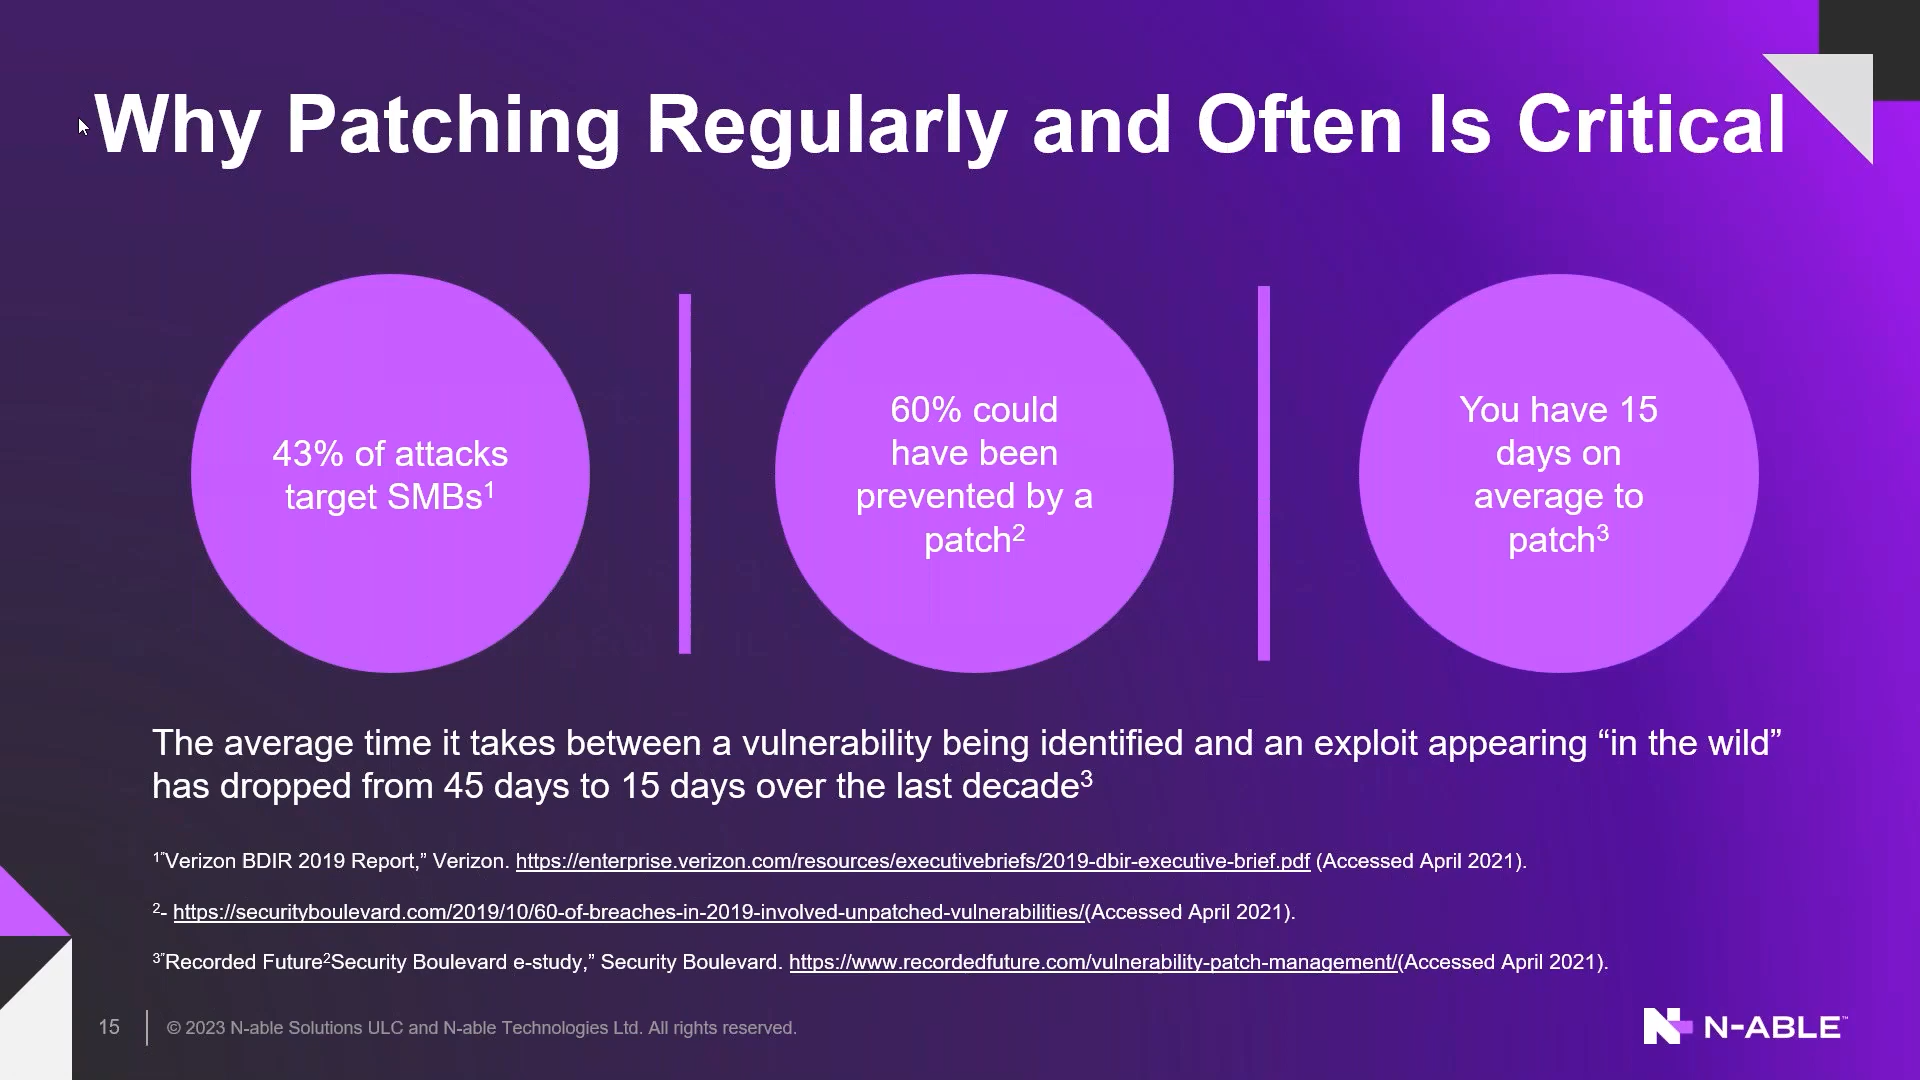 Why Patching Regularly and Often Is Critical
43% of attacks
target SMBs¹
60% could
have been
prevented by a
patch²
You have 15
days on
average to
patch³
The average time it takes between a vulnerability being identified and an exploit appearing “in the wild”
has dropped from 45 days to 15 days over the last decade³
¹”Verizon BDIR 2019 Report,” Verizon. https://enterprise.verizon.com/resources/executivebriefs/2019-dbir-executive-brief.pdf (Accessed April 2021).
²- https://securityboulevard.com/2019/10/60-of-breaches-in-2019-involved-unpatched-vulnerabilities/(Accessed April 2021).
³”Recorded Future²Security Boulevard e-study,” Security Boulevard. https://www.recordedfuture.com/vulnerability-patch-management/(Accessed April 2021).
15
© 2023 N-able Solutions ULC and N-able Technologies Ltd. All rights reserved.
N-ABLE™